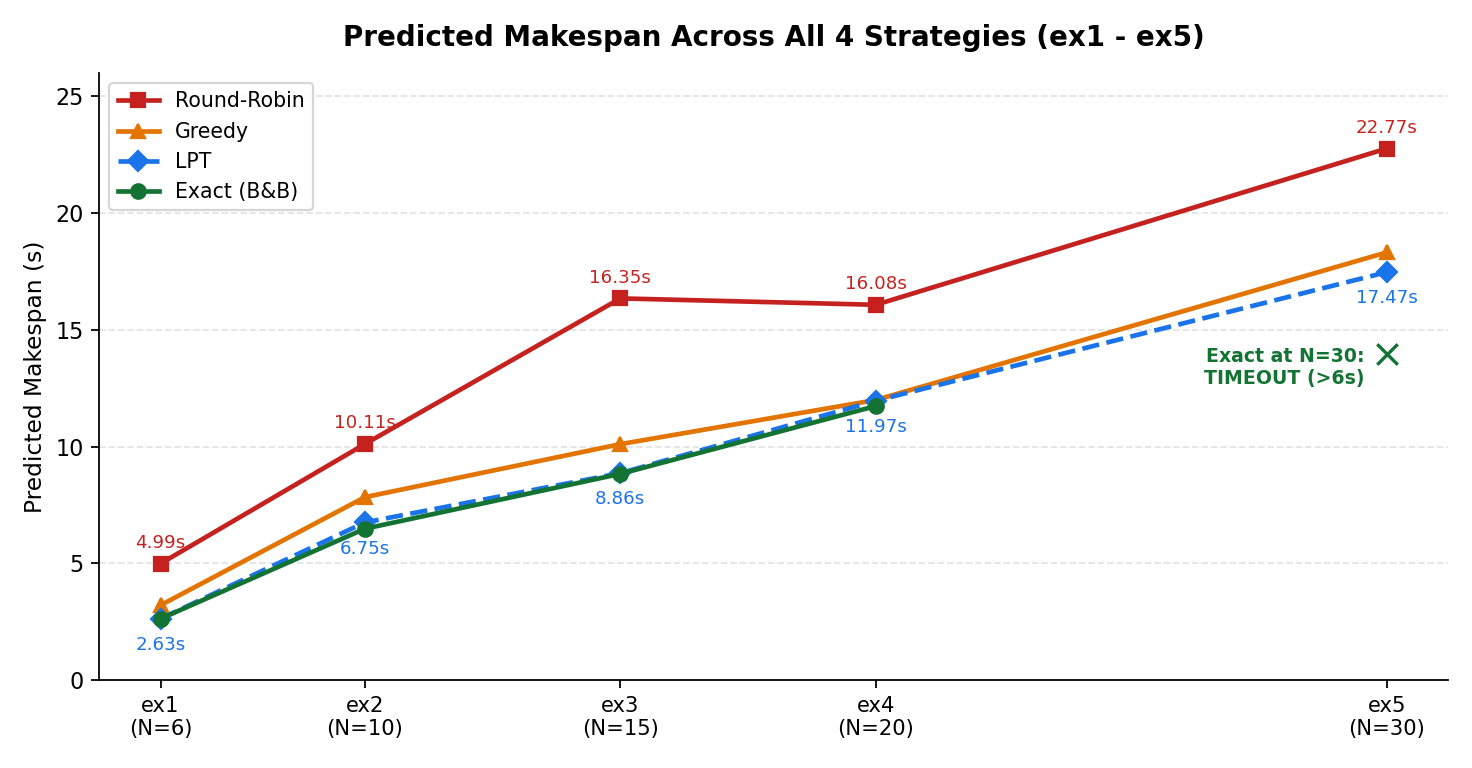 Predicted Makespan Across All 4 Strategies (ex1 - ex5)
Predicted Makespan (s)
25
20
15
10
5
0
Round-Robin
Greedy
LPT
Exact (B&B)
22.77s
16.35s
16.08s
17.47s
Exact at N=30:
TIMEOUT (>6s)
10.11s
11.97s
8.86s
4.99s
6.75s
2.63s
ex1
(N=6)
ex2
(N=10)
ex3
(N=15)
ex4
(N=20)
ex5
(N=30)